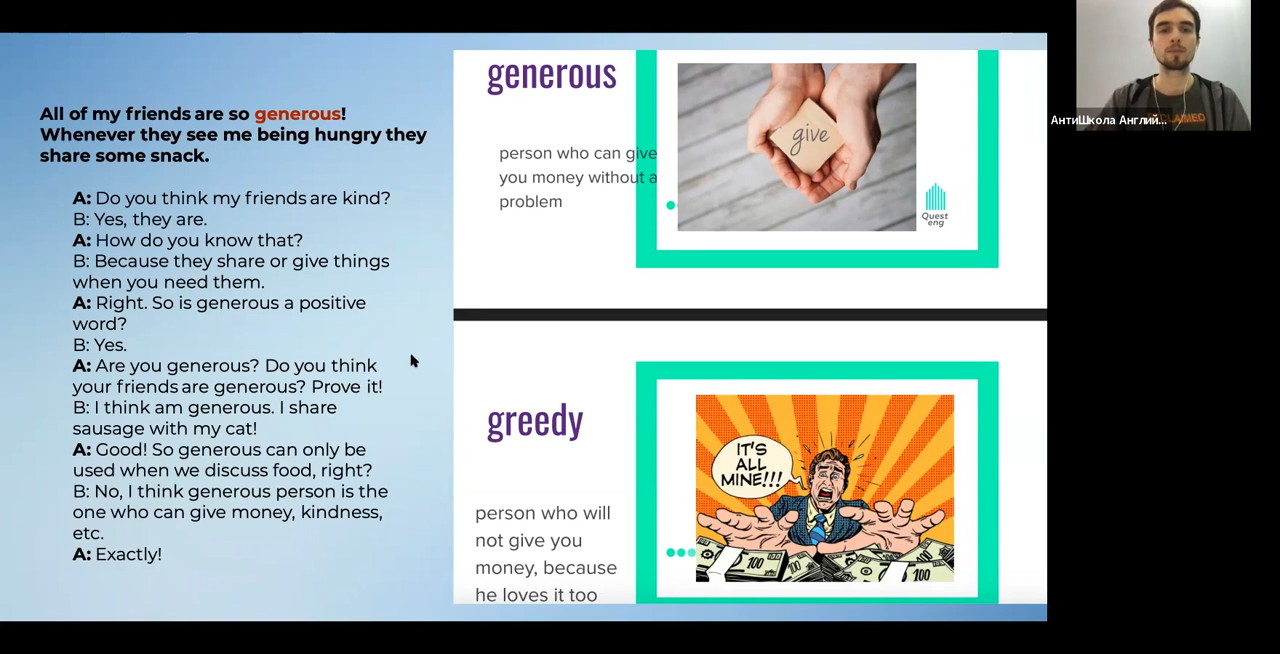 All of my friends are so generous!
Whenever they see me being hungry they
share some snack.
A: Do you think my friends are kind?
B: Yes, they are.
A: How do you know that?
B: Because they share or give things
when you need them.
A: Right. So is generous a positive
word?
B: Yes.
A: Are you generous? Do you think
your friends are generous? Prove it!
B: I think am generous. I share
sausage with my cat!
A: Good! So generous can only be
used when we discuss food, right?
B: No, I think generous person is the
one who can give money, kindness,
etc.
A: Exactly!
generous
person who can give
you money without a
problem
give
Quest
eng
greedy
person who will
not give you
money, because
he loves it too
IT'S
ALL
MINE!!!
100
100
АнтиШкола Англий...